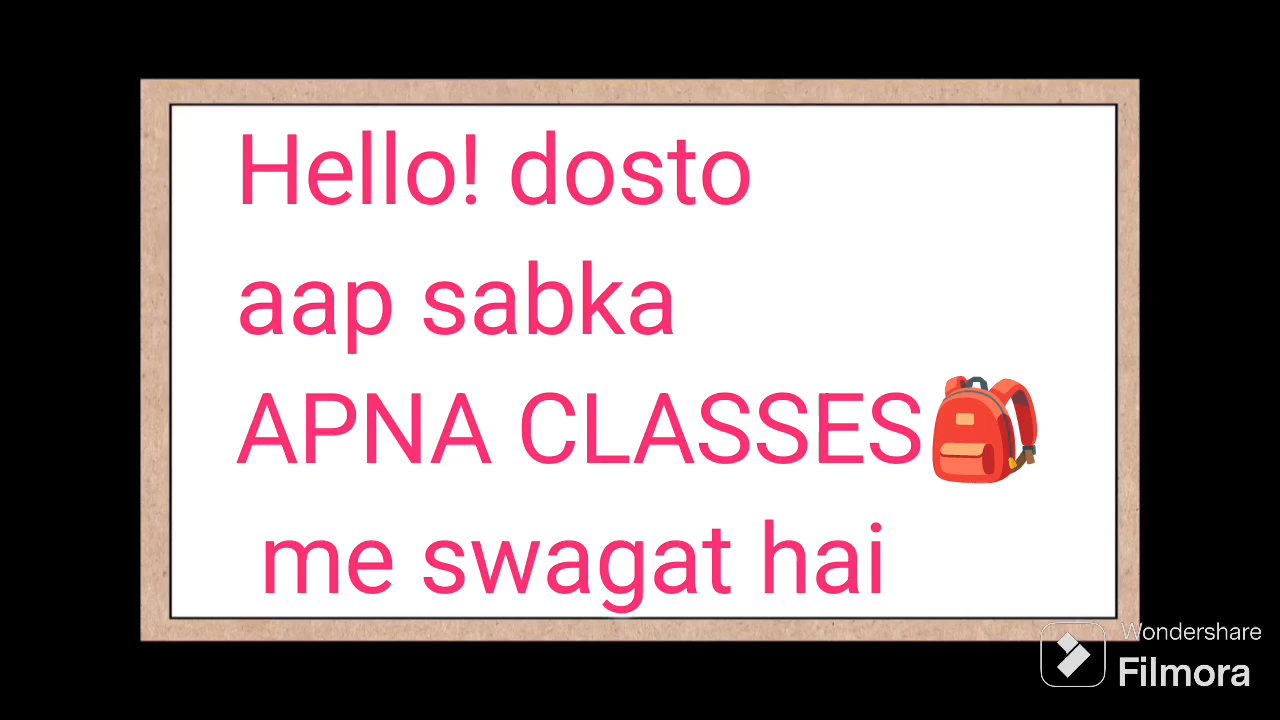 Hello! dosto
aap sabka
APNA CLASSES🎒
me swagat hai
Wondershare
Filmora